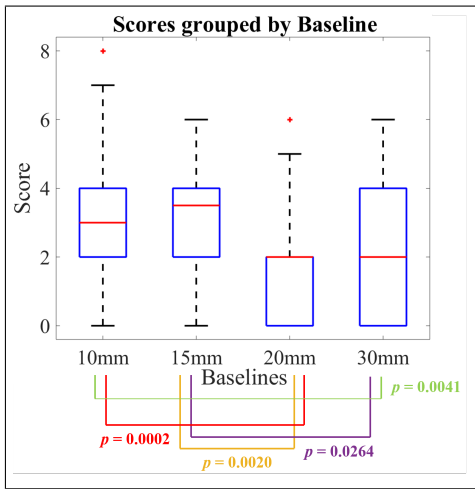 Scores grouped by Baseline
8
6
4
2
0
Score
10mm 15mm 20mm 30mm
Baselines
p = 0.0041
p = 0.0002
p = 0.0264
p = 0.0020